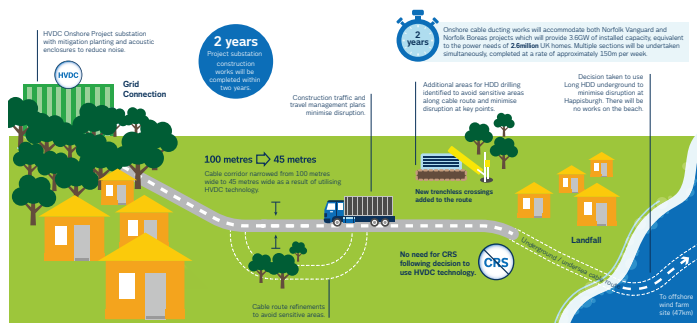 HVDC Onshore Project substation
with mitigation planting and acoustic
enclosures to reduce noise.
HVDC
Grid
Connection
2 years
Project substation
construction
works will be
completed within
two years.
2
years
Onshore cable ducting works will accommodate both Norfolk Vanguard and
Norfolk Boreas projects which will provide 3.6GW of installed capacity, equivalent
to the power needs of 2.6million UK homes. Multiple sections will be undertaken
simultaneously, completed at a rate of approximately 150m per week.
Construction traffic and
travel management plans
minimise disruption.
Additional areas for HDD drilling
identified to avoid sensitive areas
along cable route and minimise
disruption at key points.
Decision taken to use
Long HDD underground to
minimise disruption at
Happisburgh. There will be
no works on the beach.
100 metres 45 metres
Cable corridor narrowed from 100 metres
wide to 45 metres wide as a result of utilising
HVDC technology.
New trenchless crossings
added to the route
No need for CRS
following decision to
use HVDC technology.
CRS
Landfall
Underground / undersea cable route
Cable route refinements
to avoid sensitive areas.
To offshore
wind farm
site (47km)